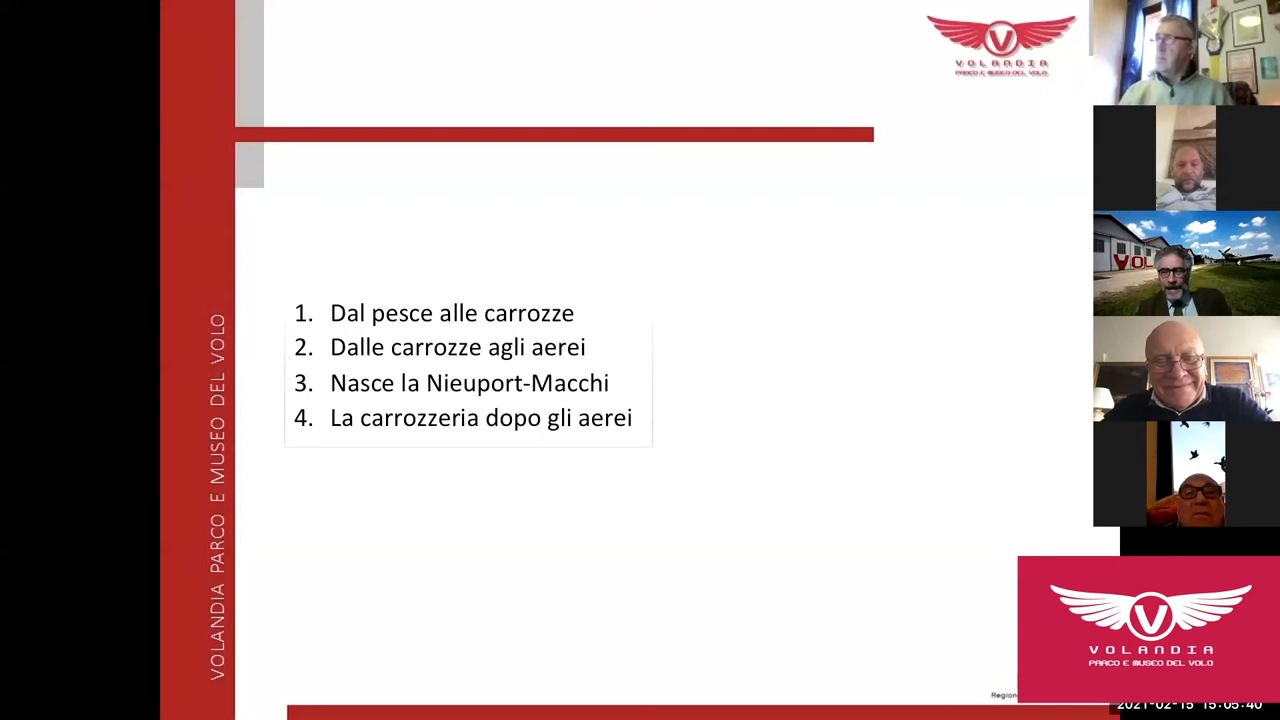 VOLANDIA
PARCO E MUSEO DEL VOLO
VOLANDIA PARCO E MUSEO DEL VOLO
1. Dal pesce alle carrozze
2. Dalle carrozze agli aerei
3. Nasce la Nieuport-Macchi
4. La carrozzeria dopo gli aerei
VOL
V
VOLANDIA
PARCO E MUSEO DEL VOLO
Region
2021-02-15 15:05:40